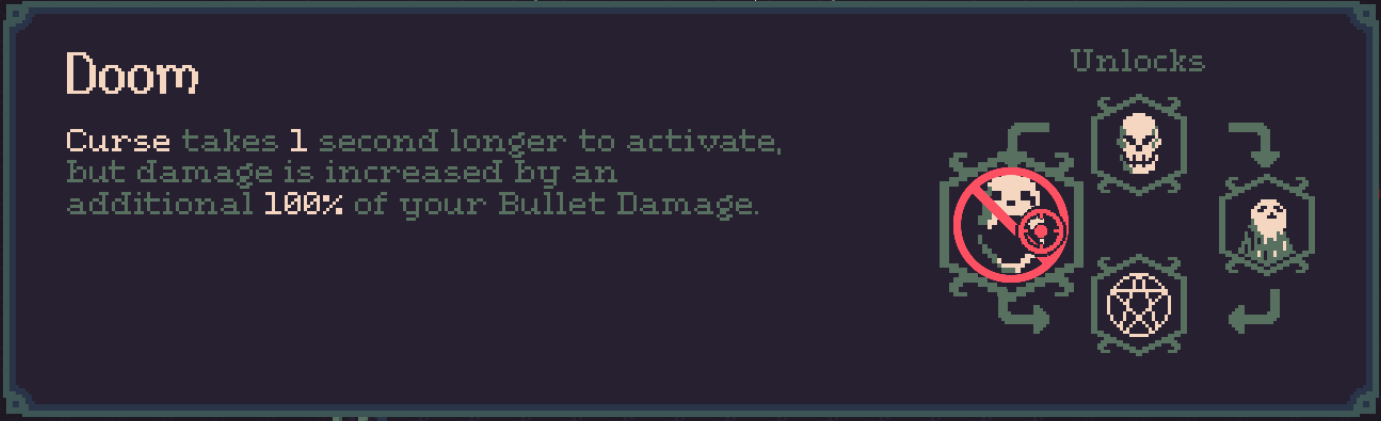 Doom
Unlocks
Curse takes 1 second longer to activate,
but damage is increased by an
additional 100% of your Bullet Damage.